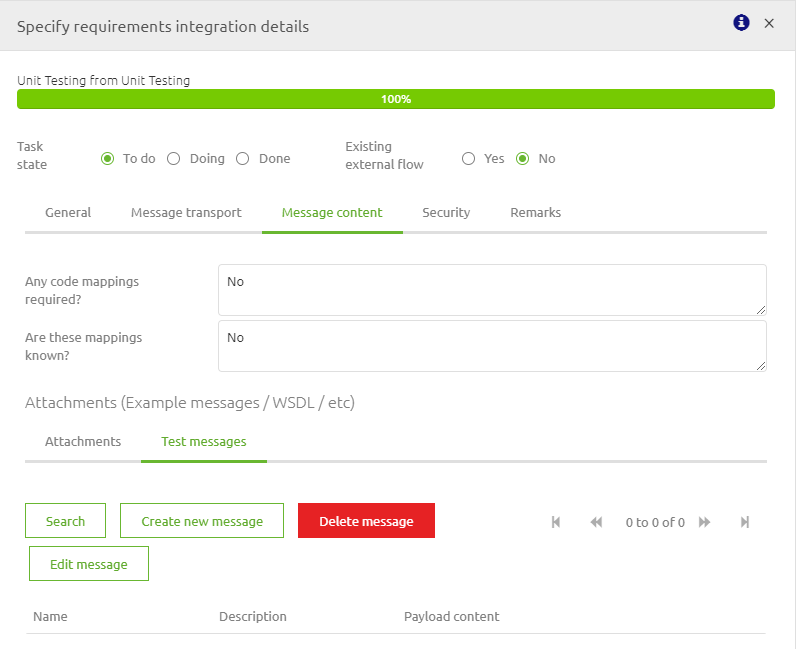 Specify requirements integration details
Unit Testing from Unit Testing
100%
Task
state
To do
Doing
Done
Existing
external flow
Yes
No
General
Message transport
Message content
Security
Remarks
Any code mappings
required?
No
Are these mappings
known?
No
Attachments (Example messages / WSDL / etc)
Attachments
Test messages
Search
Create new message
Delete message
0 to 0 of 0
Edit message
Name
Description
Payload content